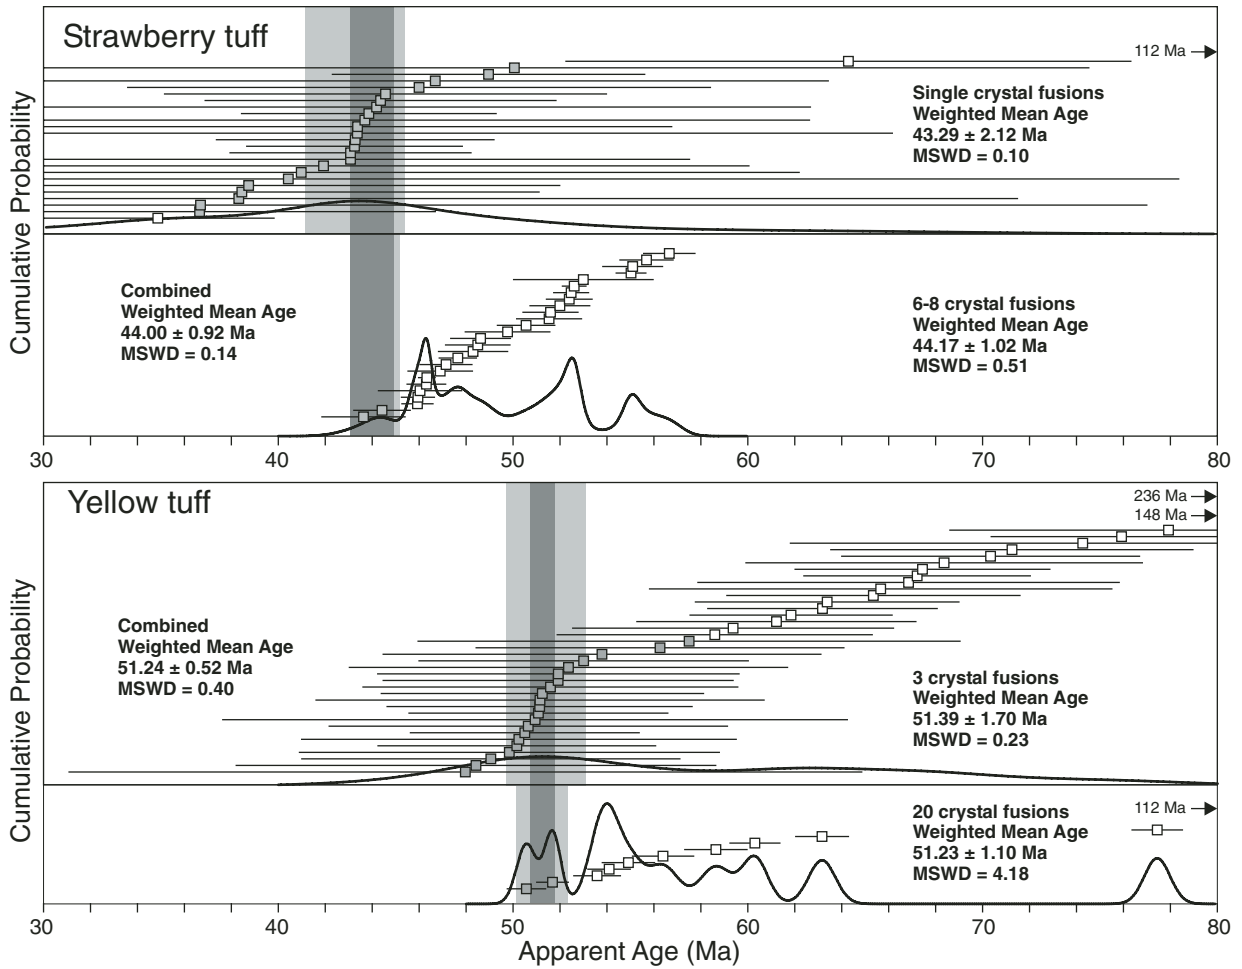 Strawberry tuff
112 Ma
Single crystal fusions
Weighted Mean Age
43.29 ± 2.12 Ma
MSWD = 0.10
Cumulative Probability
Combined
Weighted Mean Age
44.00 ± 0.92 Ma
MSWD = 0.14
6-8 crystal fusions
Weighted Mean Age
44.17 ± 1.02 Ma
MSWD = 0.51
30 40 50 60 70 80
Yellow tuff
236 Ma
148 Ma
Cumulative Probability
Combined
Weighted Mean Age
51.24 ± 0.52 Ma
MSWD = 0.40
3 crystal fusions
Weighted Mean Age
51.39 ± 1.70 Ma
MSWD = 0.23
20 crystal fusions
Weighted Mean Age
51.23 ± 1.10 Ma
MSWD = 4.18
112 Ma
30 40 50 60 70 80
Apparent Age (Ma)